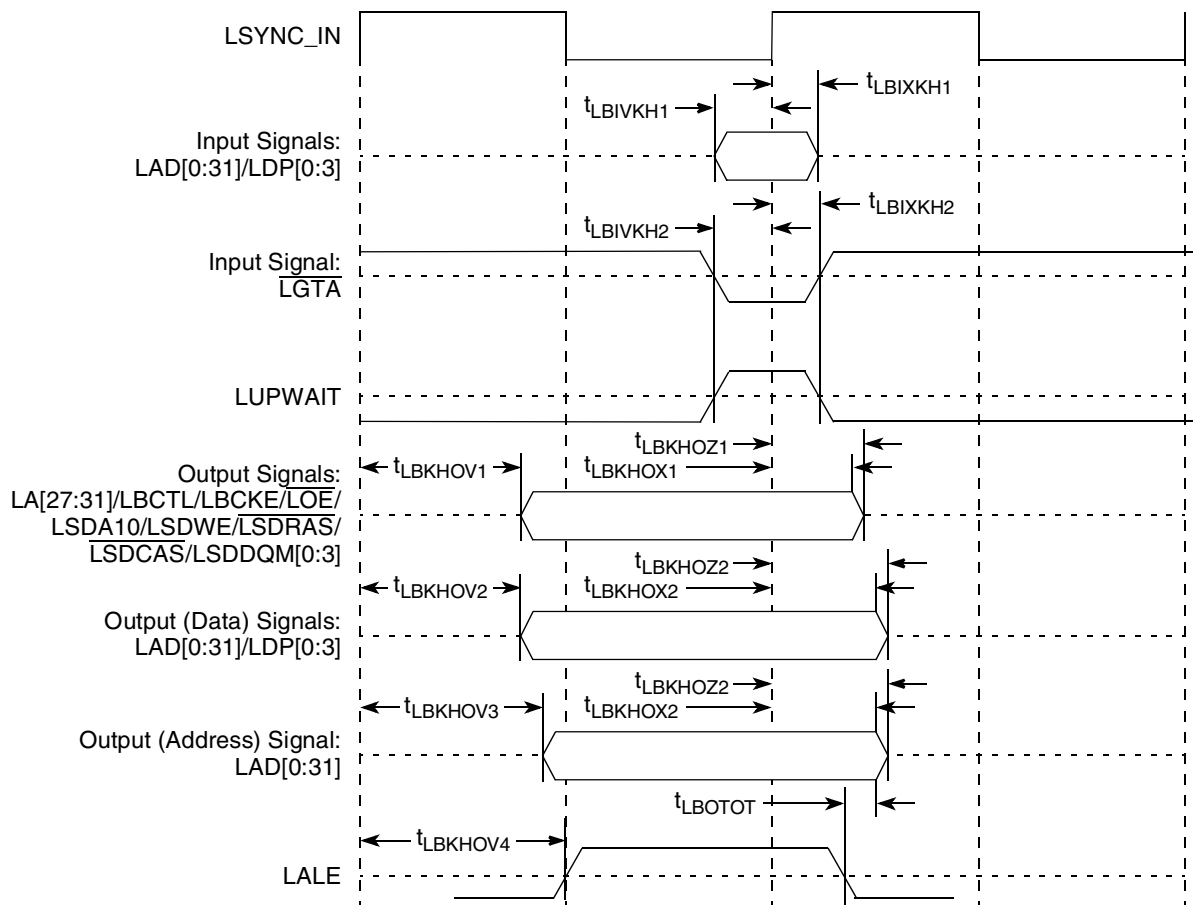 LSYNC_IN
tLBIXKH1
tLBIVKH1
Input Signals:
LAD[0:31]/LDP[0:3]
tLBIXKH2
tLBIVKH2
Input Signal:
LGTA
LUPWAIT
tLBKHOZ1
tLBKHOV1
tLBKHOX1
Output Signals:
LA[27:31]/LBCTL/LBCKE/LOE/
LSDA10/LSDWE/LSDRAS/
LSDCAS/LSDDQM[0:3]
tLBKHOZ2
tLBKHOV2
tLBKHOX2
Output (Data) Signals:
LAD[0:31]/LDP[0:3]
tLBKHOZ2
tLBKHOV3
tLBKHOX2
Output (Address) Signal:
LAD[0:31]
tLBOTOT
tLBKHOV4
LALE